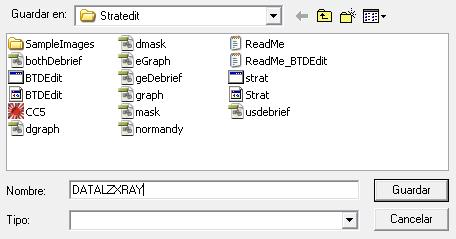 Guardar en: Stratedit
SampleImages dmask ReadMe
bothDebrief eGraph ReadMe_BTDEdit
BTDEdit geDebrief strat
BTDEdit graph Strat
CC5 mask usdebrief
dgraph normandy
Nombre: DATALZXRAY Guardar
Tipo: Cancelar